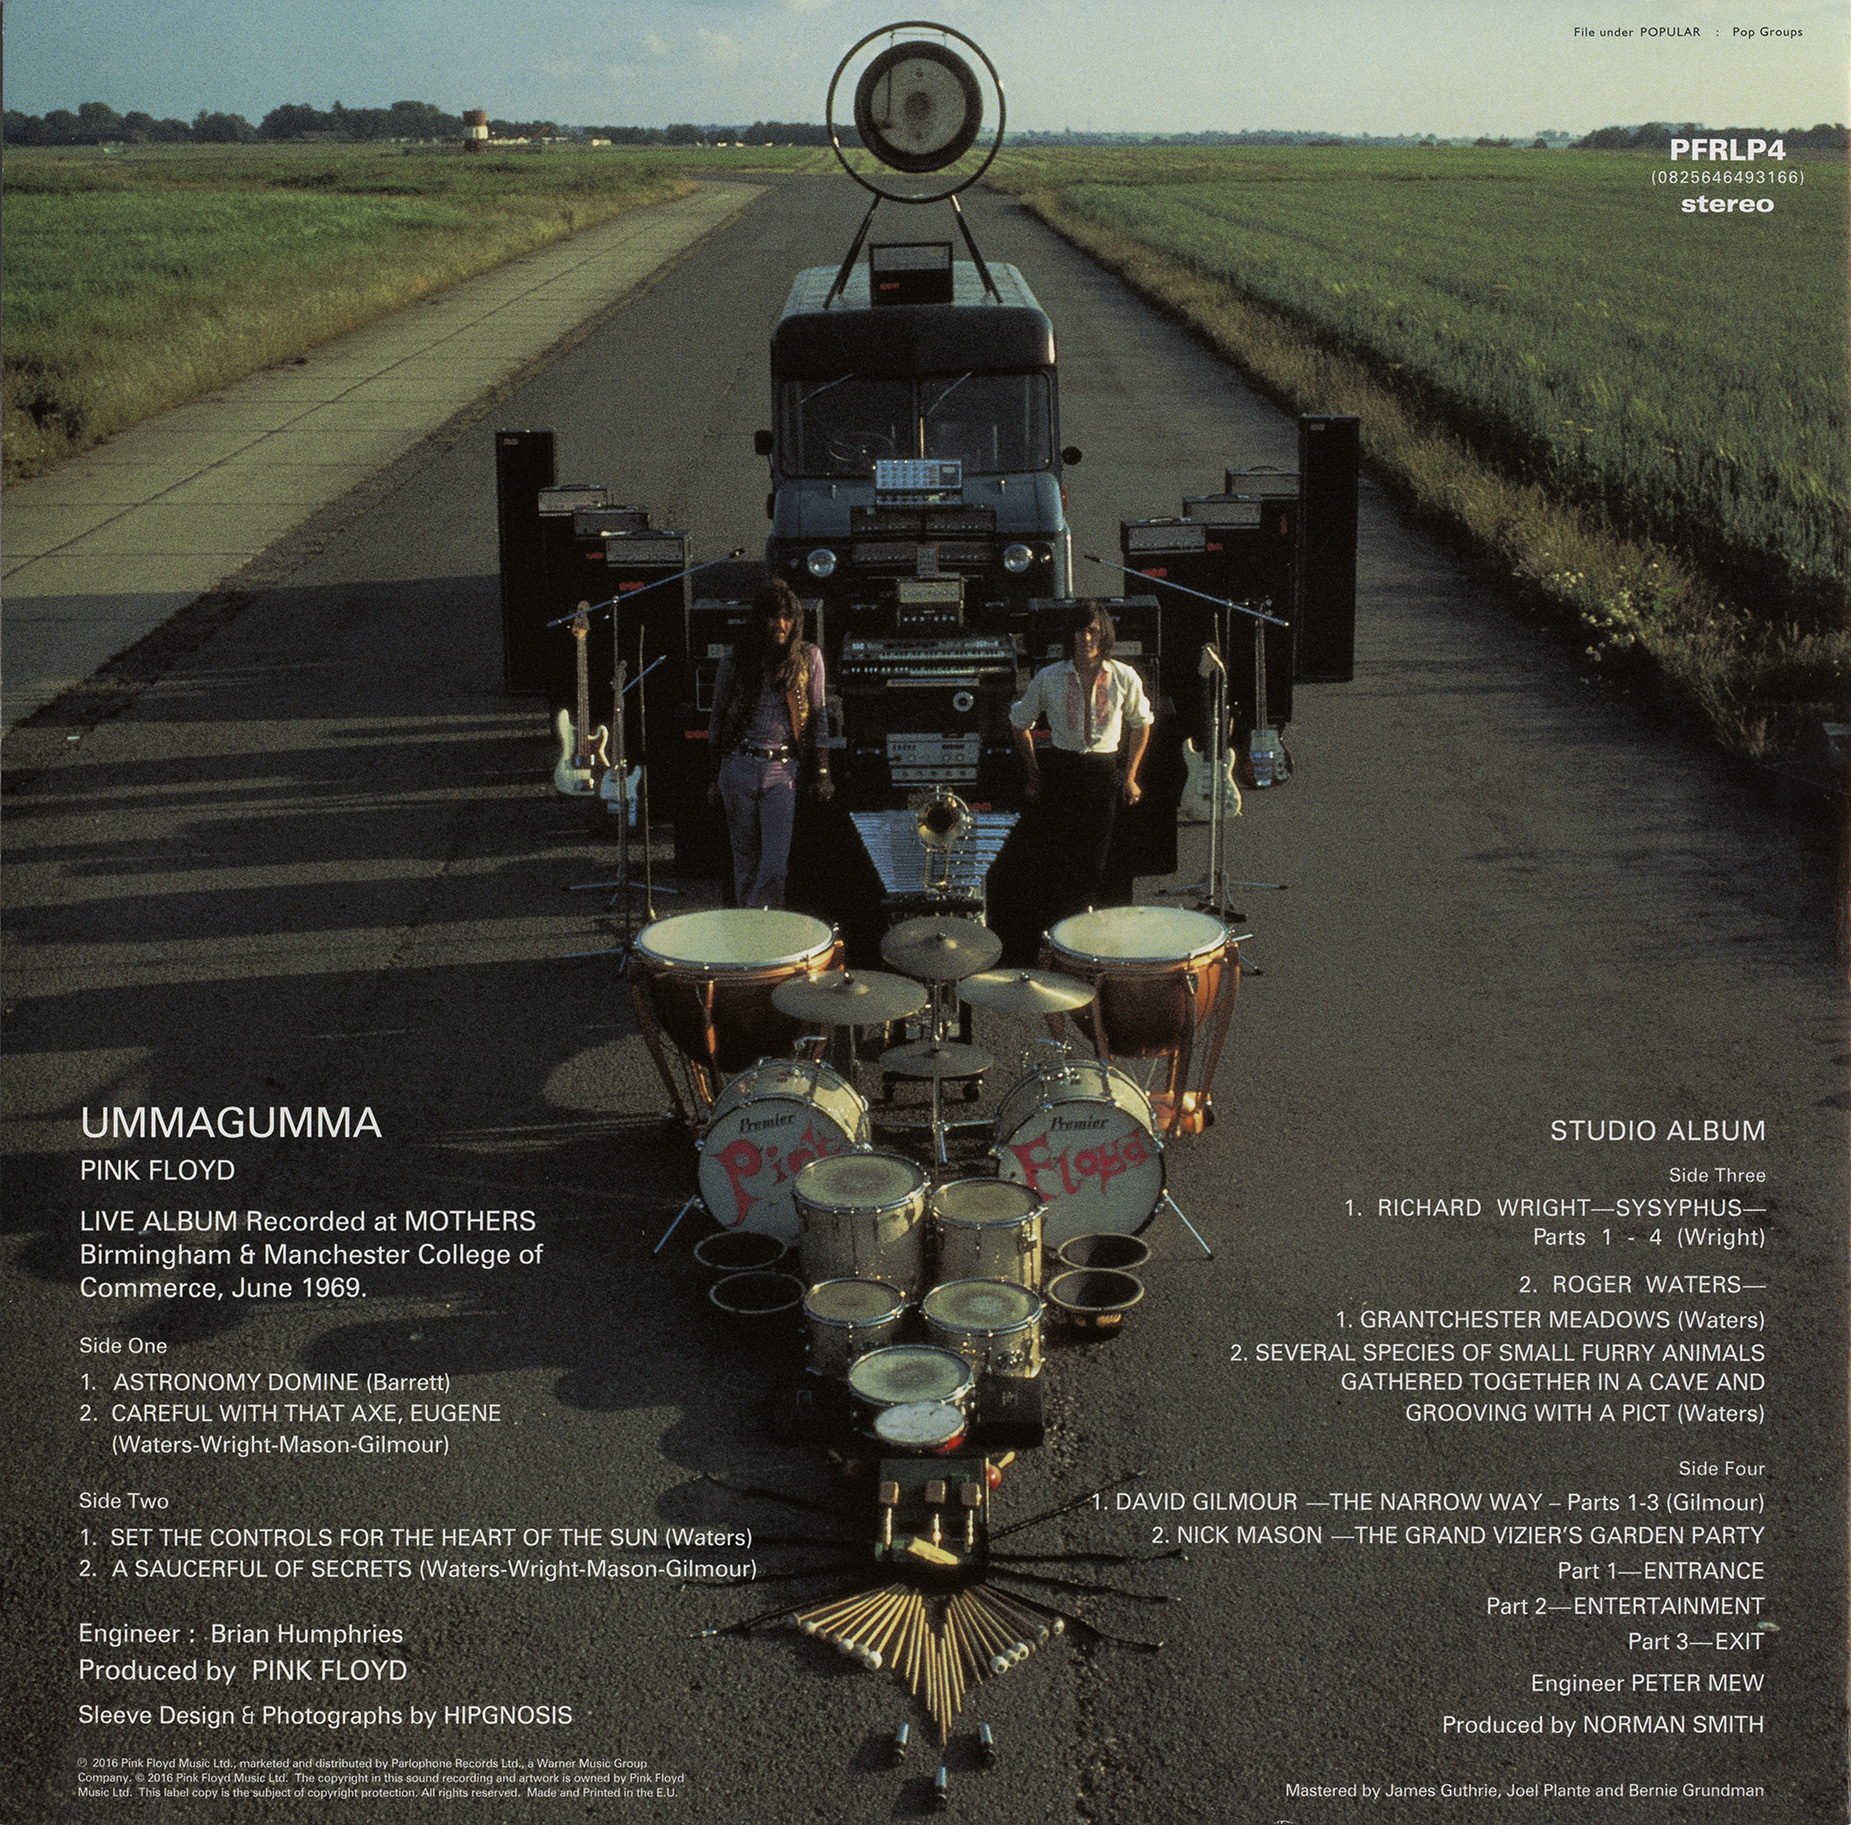 File under POPULAR : Pop Groups
PFRLP4
(0825646493166)
stereo
Premier
Pink
Premier
Floyd
UMMAGUMMA
PINK FLOYD
LIVE ALBUM Recorded at MOTHERS
Birmingham & Manchester College of
Commerce, June 1969.
Side One
1. ASTRONOMY DOMINE (Barrett)
2. CAREFUL WITH THAT AXE, EUGENE
(Waters-Wright-Mason-Gilmour)
Side Two
1. SET THE CONTROLS FOR THE HEART OF THE SUN (Waters)
2. A SAUCERFUL OF SECRETS (Waters-Wright-Mason-Gilmour)
Engineer : Brian Humphries
Produced by PINK FLOYD
Sleeve Design & Photographs by HIPGNOSIS
℗ 2016 Pink Floyd Music Ltd., marketed and distributed by Parlophone Records Ltd., a Warner Music Group
Company. © 2016 Pink Floyd Music Ltd. The copyright in this sound recording and artwork is owned by Pink Floyd
Music Ltd. This label copy is the subject of copyright protection. All rights reserved. Made and Printed in the E.U.
STUDIO ALBUM
Side Three
1. RICHARD WRIGHT—SYSYPHUS—
Parts 1 - 4 (Wright)
2. ROGER WATERS—
1. GRANTCHESTER MEADOWS (Waters)
2. SEVERAL SPECIES OF SMALL FURRY ANIMALS
GATHERED TOGETHER IN A CAVE AND
GROOVING WITH A PICT (Waters)
Side Four
1. DAVID GILMOUR —THE NARROW WAY – Parts 1-3 (Gilmour)
2. NICK MASON —THE GRAND VIZIER'S GARDEN PARTY
Part 1—ENTRANCE
Part 2—ENTERTAINMENT
Part 3—EXIT
Engineer PETER MEW
Produced by NORMAN SMITH
Mastered by James Guthrie, Joel Plante and Bernie Grundman